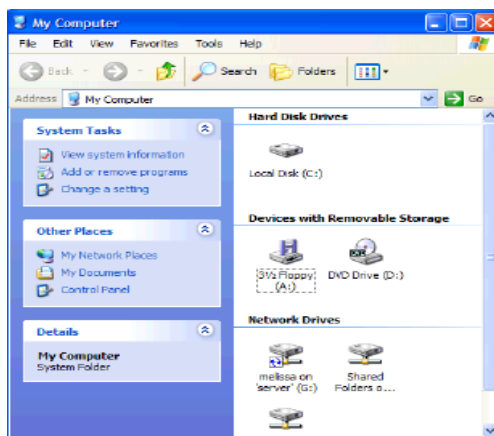 My Computer
File Edit View Favorites Tools Help
Back Search Folders
Address My Computer Go
System Tasks
View system information
Add or remove programs
Change a setting
Other Places
My Network Places
My Documents
Control Panel
Details
My Computer
System Folder
Hard Disk Drives
Local Disk (C:)
Devices with Removable Storage
3½ Floppy (A:)
DVD Drive (D:)
Network Drives
melissa on
'server' (G:)
Shared
Folders o...